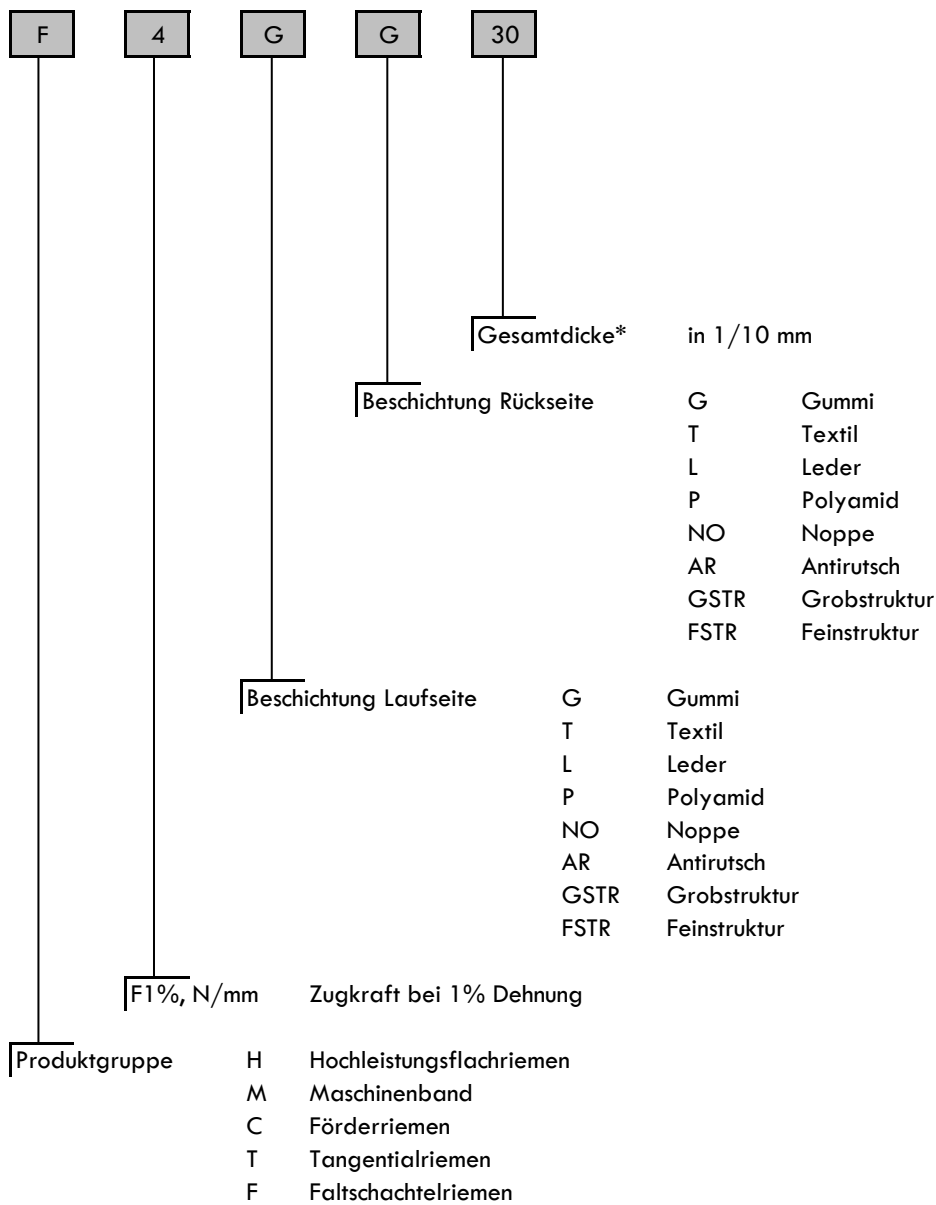 F 4 G G 30
Gesamtdicke* in 1/10 mm
Beschichtung Rückseite G Gummi
T Textil
L Leder
P Polyamid
NO Noppe
AR Antirutsch
GSTR Grobstruktur
FSTR Feinstruktur
Beschichtung Laufseite G Gummi
T Textil
L Leder
P Polyamid
NO Noppe
AR Antirutsch
GSTR Grobstruktur
FSTR Feinstruktur
F1%, N/mm Zugkraft bei 1% Dehnung
Produktgruppe H Hochleistungsflachriemen
M Maschinenband
C Förderriemen
T Tangentialriemen
F Faltschachtelriemen